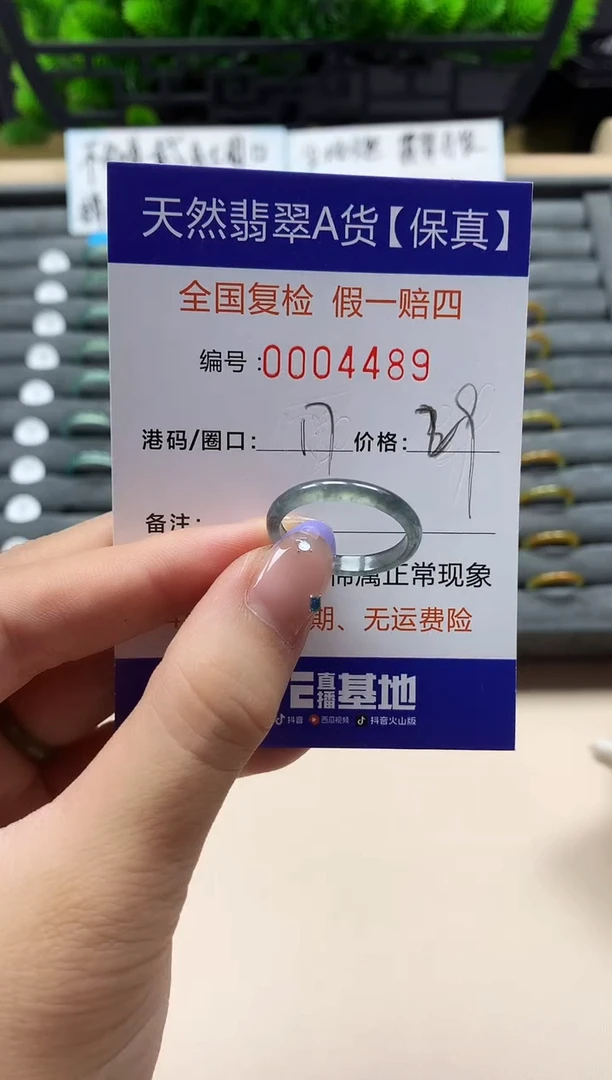 天然翡翠A货【保真】
全国复检 假一赔四
编号:0004489
港码/圈口: 17 价格:
备注:
属正常现象
期、无运费险
直播基地
抖音 西瓜视频 抖音火山版